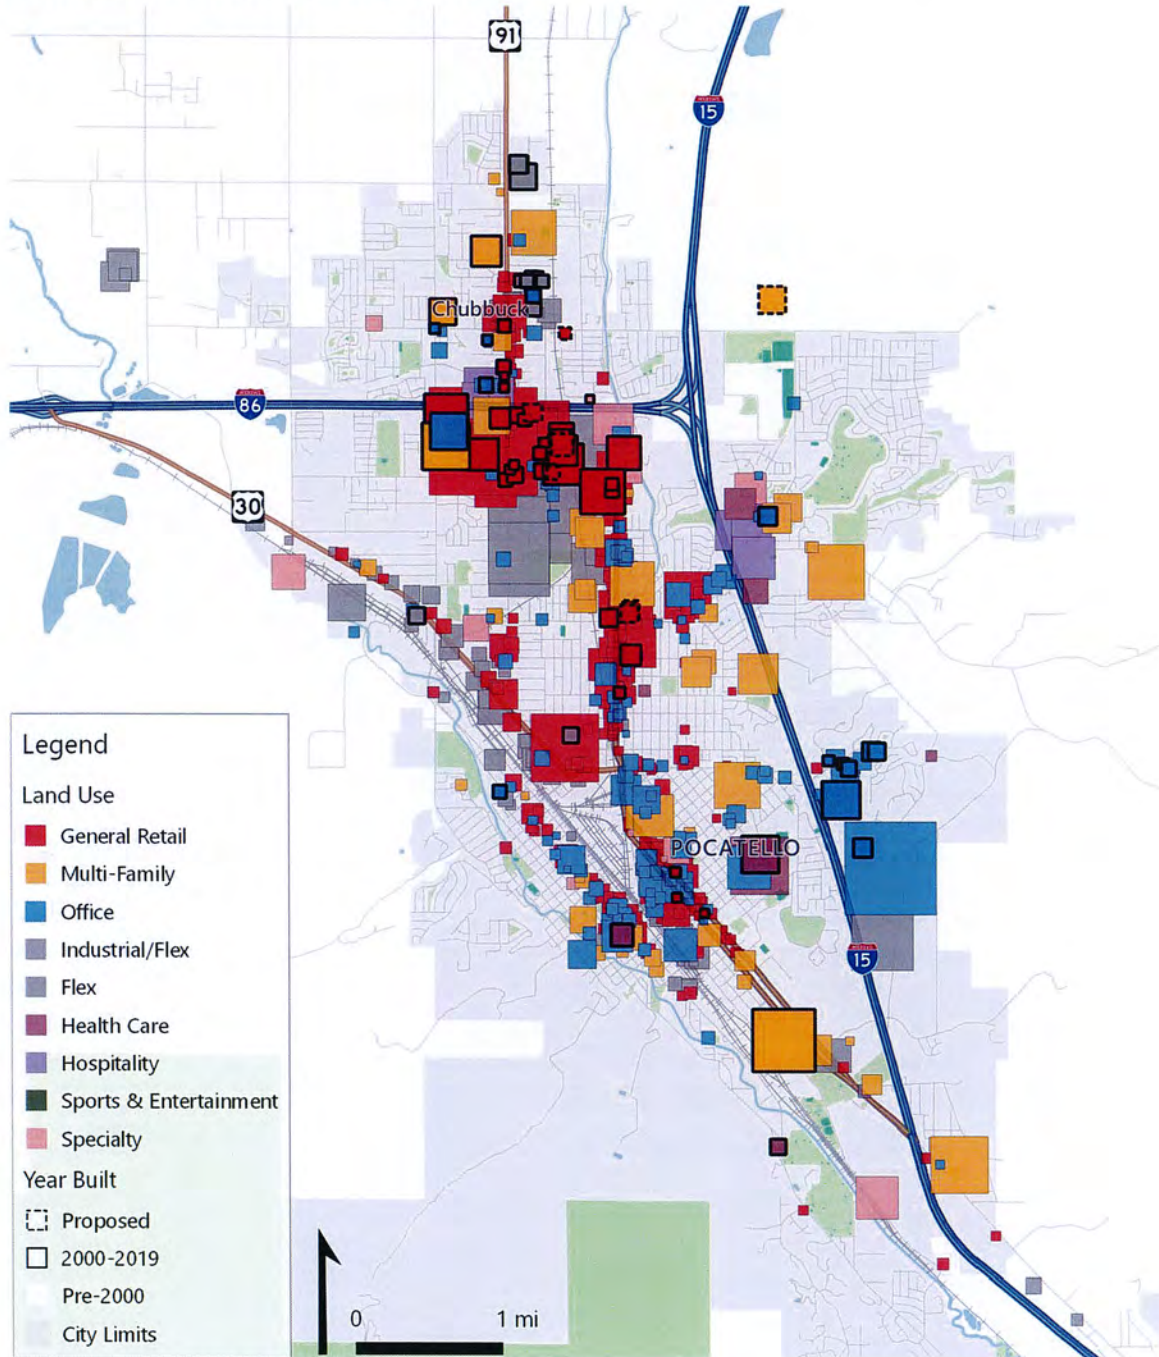 91
15
Chubbuck
86
30
Legend
Land Use
General Retail
Multi-Family
Office
Industrial/Flex
Flex
Health Care
Hospitality
Sports & Entertainment
Specialty
Year Built
Proposed
2000-2019
Pre-2000
City Limits
POCATELLO
15
0 1 mi